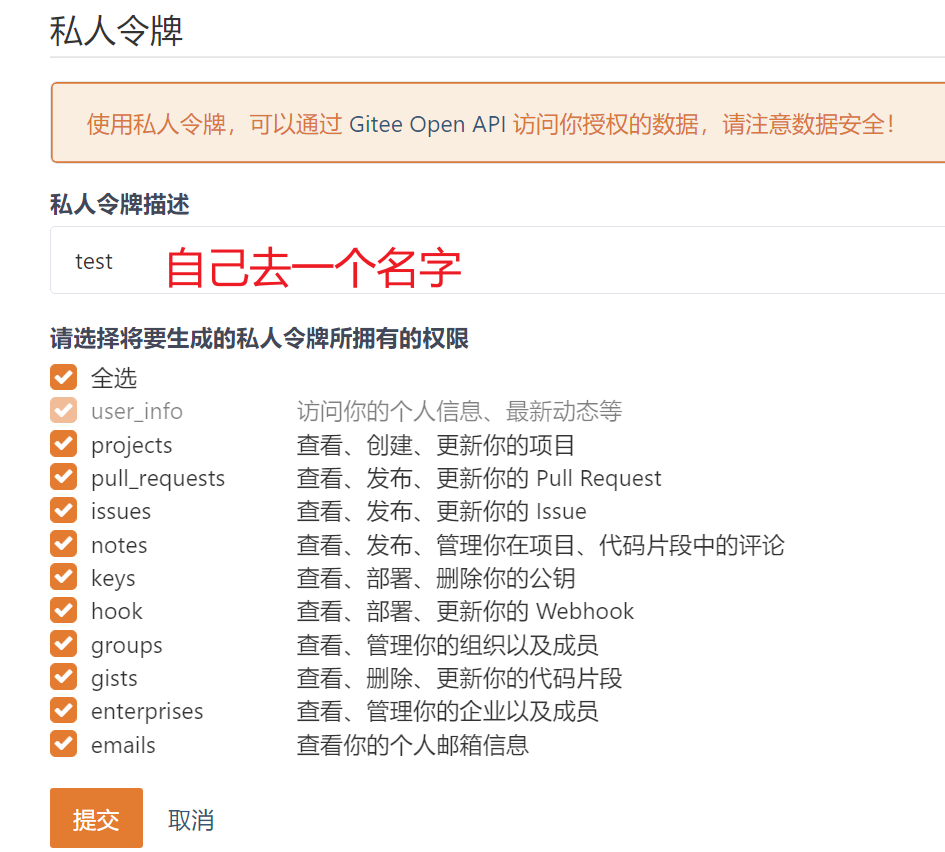 私人令牌
使用私人令牌，可以通过 Gitee Open API 访问你授权的数据，请注意数据安全！
私人令牌描述
test 自己去一个名字
请选择将要生成的私人令牌所拥有的权限
全选
user_info 访问你的个人信息、最新动态等
projects 查看、创建、更新你的项目
pull_requests 查看、发布、更新你的 Pull Request
issues 查看、发布、更新你的 Issue
notes 查看、发布、管理你在项目、代码片段中的评论
keys 查看、部署、删除你的公钥
hook 查看、部署、更新你的 Webhook
groups 查看、管理你的组织以及成员
gists 查看、删除、更新你的代码片段
enterprises 查看、管理你的企业以及成员
emails 查看你的个人邮箱信息
提交 取消